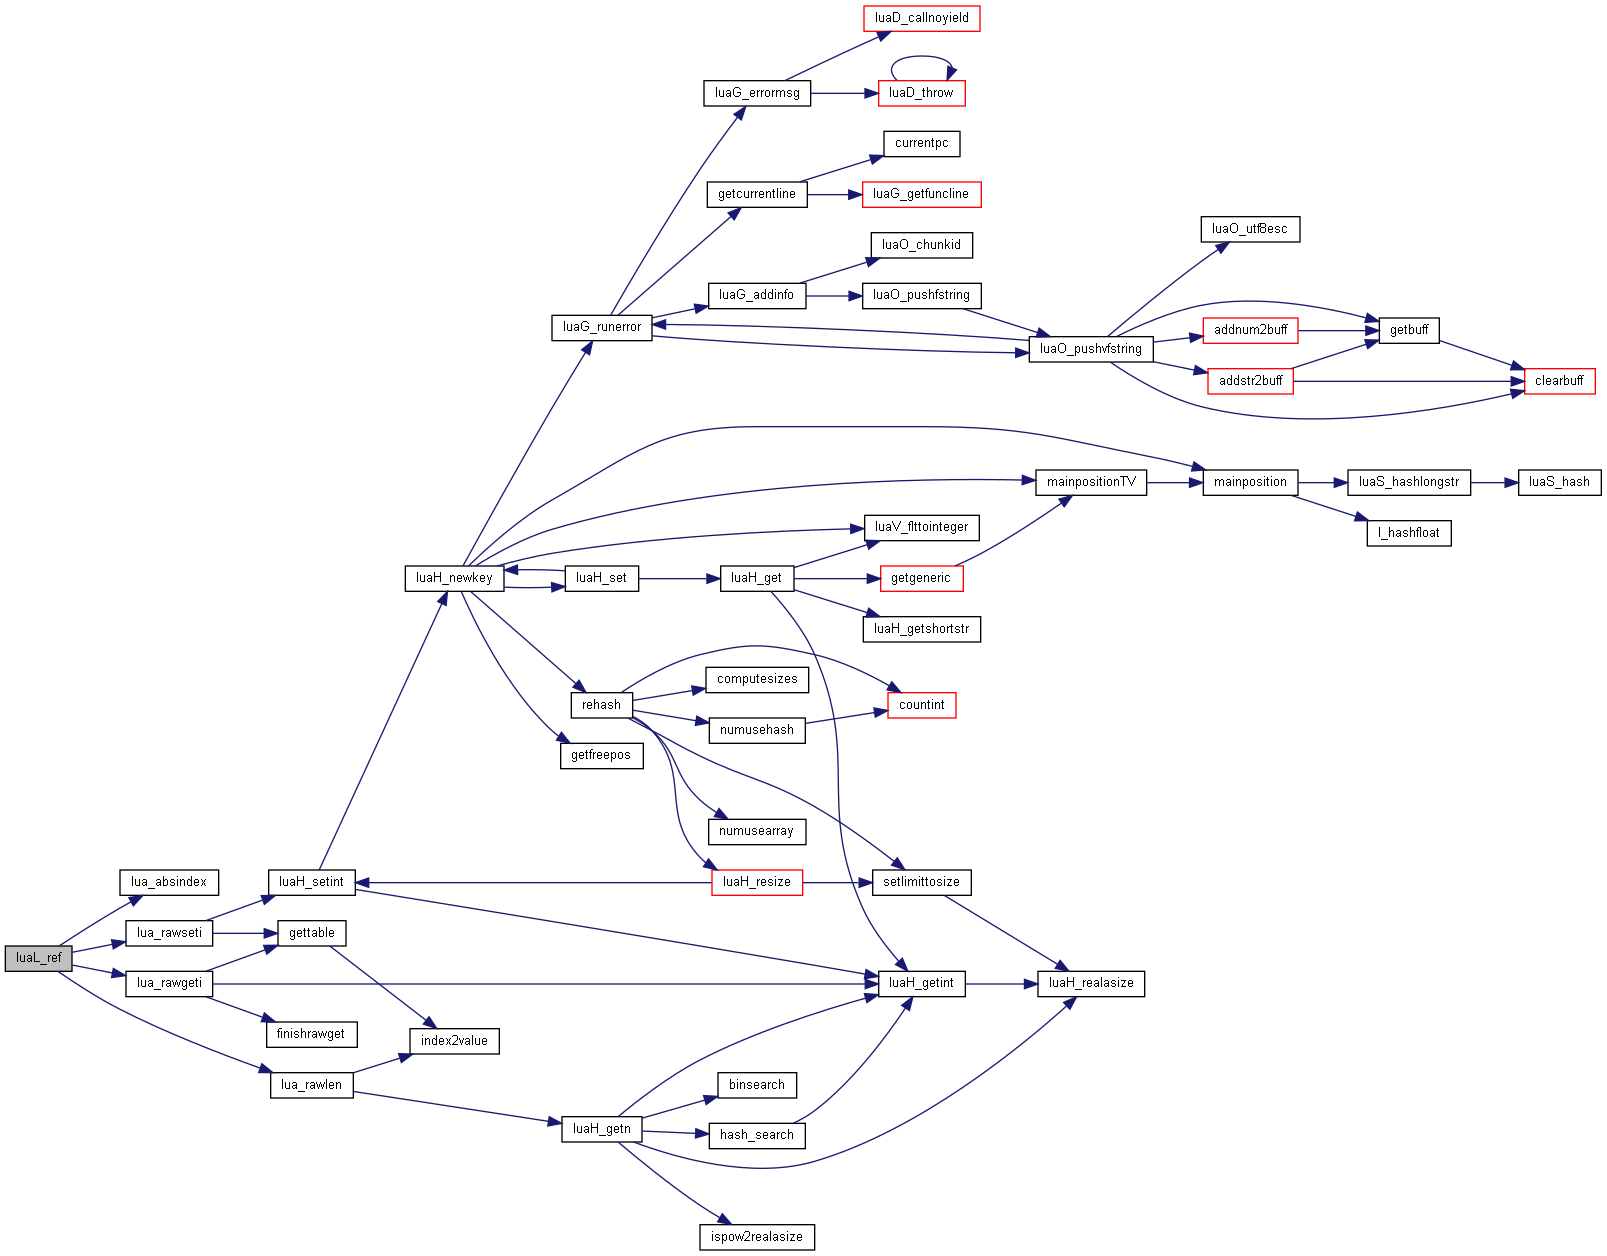 luaD_callnoyield
luaG_errormsg
luaD_throw
currentpc
getcurrentline
luaG_getfuncline
luaO_utf8esc
luaO_chunkid
luaG_addinfo
luaO_pushfstring
luaG_runerror
addnum2buff
getbuff
luaO_pushvfstring
addstr2buff
clearbuff
mainpositionTV
mainposition
luaS_hashlongstr
luaS_hash
luaV_flttointeger
l_hashfloat
luaH_newkey
luaH_set
luaH_get
getgeneric
luaH_getshortstr
computesizes
rehash
countint
numusehash
getfreepos
numusearray
lua_absindex
luaH_setint
luaH_resize
setlimittosize
lua_rawseti
gettable
luaL_ref
lua_rawgeti
luaH_getint
luaH_realasize
finishrawget
index2value
lua_rawlen
binsearch
luaH_getn
hash_search
ispow2realasize